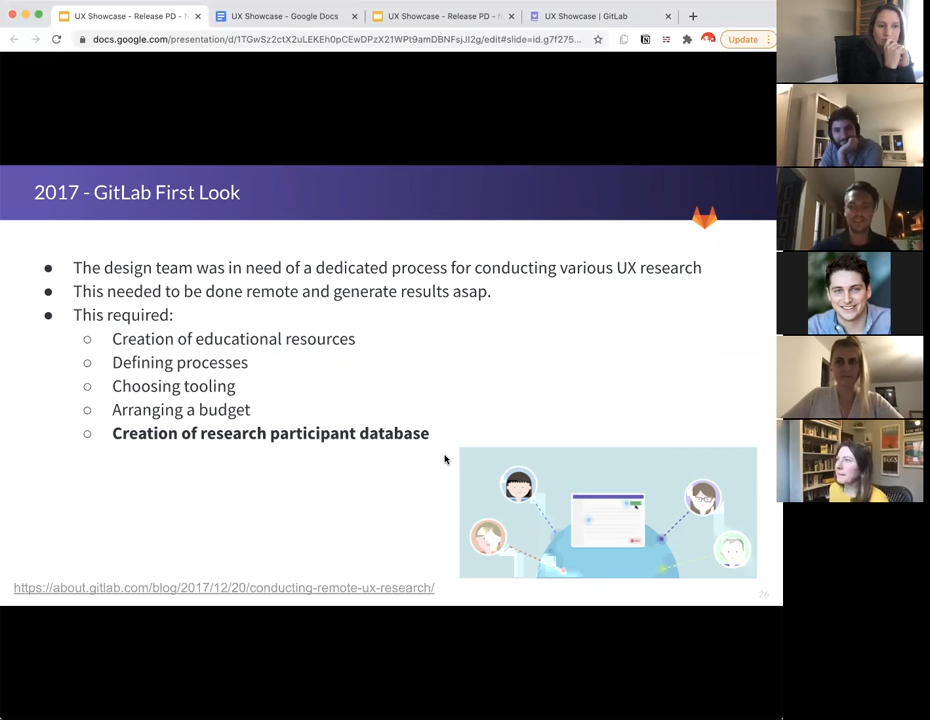 UX Showcase - Release PD - N
UX Showcase - Google Docs
UX Showcase - Release PD - N
UX Showcase | GitLab
docs.google.com/presentation/d/1TGwSz2ctX2uLEKEh0pCEwDPzX21WPt9amDBNFsjJI2g/edit#slide=id.g7f275...
Update
2017 - GitLab First Look
● The design team was in need of a dedicated process for conducting various UX research
● This needed to be done remote and generate results asap.
● This required:
○ Creation of educational resources
○ Defining processes
○ Choosing tooling
○ Arranging a budget
○ Creation of research participant database
https://about.gitlab.com/blog/2017/12/20/conducting-remote-ux-research/
26